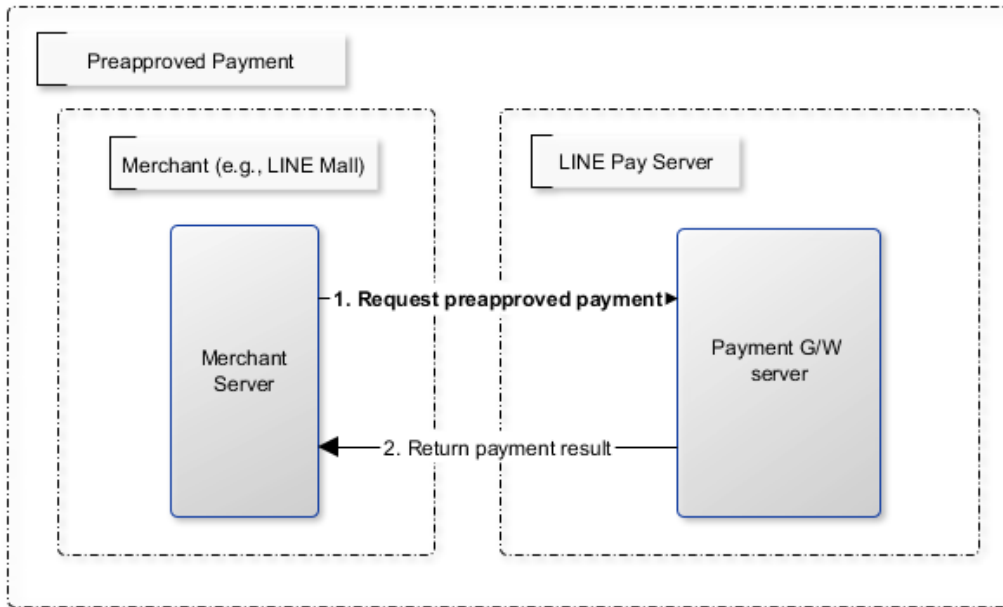 Preapproved Payment
Merchant (e.g., LINE Mall)
LINE Pay Server
1. Request preapproved payment
Merchant
Server
Payment G/W
server
2. Return payment result